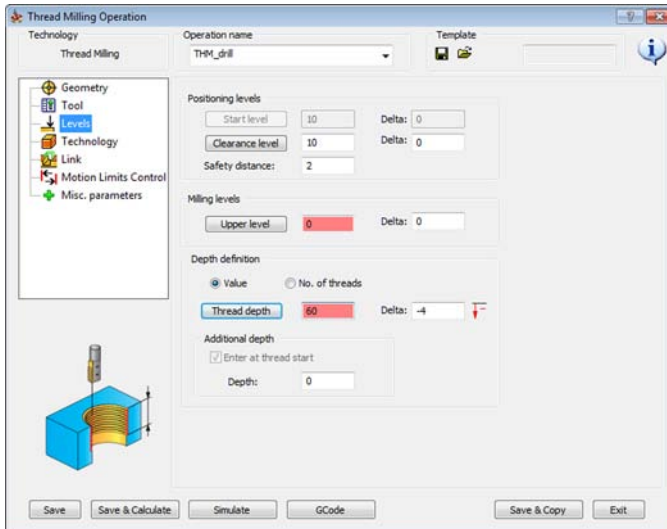 Thread Milling Operation
Technology
Thread Milling
Operation name
THM_drill
Template
Geometry
Tool
Levels
Technology
Link
Motion Limits Control
Misc. parameters
Positioning levels
Start level 10 Delta: 0
Clearance level 10 Delta: 0
Safety distance: 2
Milling levels
Upper level 0 Delta: 0
Depth definition
Value No. of threads
Thread depth 60 Delta: -4
Additional depth
Enter at thread start
Depth: 0
Save Save & Calculate Simulate GCode Save & Copy Exit